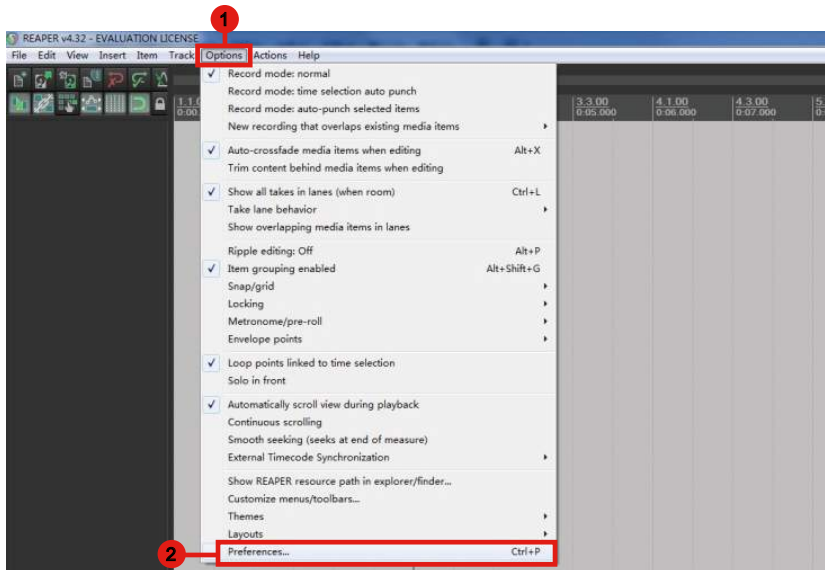 1
REAPER v4.32 - EVALUATION LICENSE
File Edit View Insert Item Track Options Actions Help
✓ Record mode: normal
Record mode: time selection auto punch
Record mode: auto-punch selected items
New recording that overlaps existing media items
✓ Auto-crossfade media items when editing Alt+X
Trim content behind media items when editing
✓ Show all takes in lanes (when room) Ctrl+L
Take lane behavior
Show overlapping media items in lanes
Ripple editing: Off Alt+P
✓ Item grouping enabled Alt+Shift+G
Snap/grid
Locking
Metronome/pre-roll
Envelope points
✓ Loop points linked to time selection
Solo in front
✓ Automatically scroll view during playback
Continuous scrolling
Smooth seeking (seeks at end of measure)
External Timecode Synchronization
Show REAPER resource path in explorer/finder...
Customize menus/toolbars...
Themes
Layouts
2 Preferences... Ctrl+P
3.3.00 4.1.00 4.3.00
0:05.000 0:06.000 0:07.000